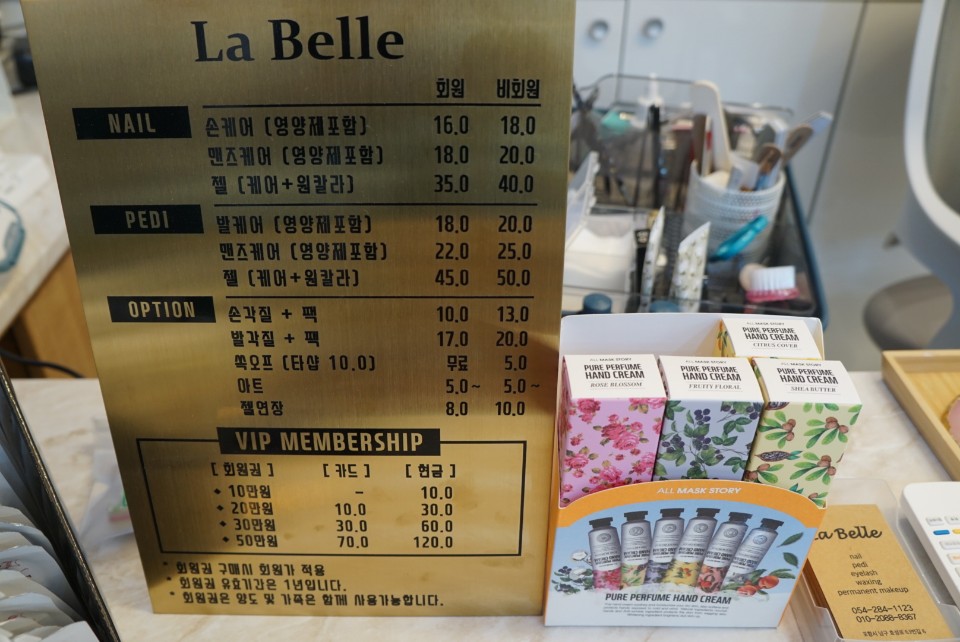 La Belle
회원 비회원
NAIL 손케어 (영양제포함) 16.0 18.0
맨즈케어 (영양제포함) 18.0 20.0
젤 (케어+원칼라) 35.0 40.0
PEDI 발케어 (영양제포함) 18.0 20.0
맨즈케어 (영양제포함) 22.0 25.0
젤 (케어+원칼라) 45.0 50.0
OPTION 손각질 + 팩 10.0 13.0
발각질 + 팩 17.0 20.0
쏙오프 (타샵 10.0) 무료 5.0
아트 5.0~ 5.0~
젤연장 8.0 10.0
VIP MEMBERSHIP
[ 회원권 ] [ 카드 ] [ 현금 ]
◆ 10만원 – 10.0
◆ 20만원 10.0 30.0
◆ 30만원 30.0 60.0
◆ 50만원 70.0 120.0
* 회원권 구매시 회원가 적용
* 회원권 유효기간은 1년입니다.
* 회원권은 양도 및 가족은 함께 사용가능합니다.
ALL MASK STORY
PURE PERFUME
HAND CREAM
CITRUS COVER
ALL MASK STORY
PURE PERFUME
HAND CREAM
ROSE BLOSSOM
ALL MASK STORY
PURE PERFUME
HAND CREAM
FRUITY FLORAL
ALL MASK STORY
PURE PERFUME
HAND CREAM
SHEA BUTTER
ALL MASK STORY
PURE PERFUME HAND CREAM
La Belle
nail
pedi
eyelash
waxing
permanent makeup
054-284-1123
010-2088-8367